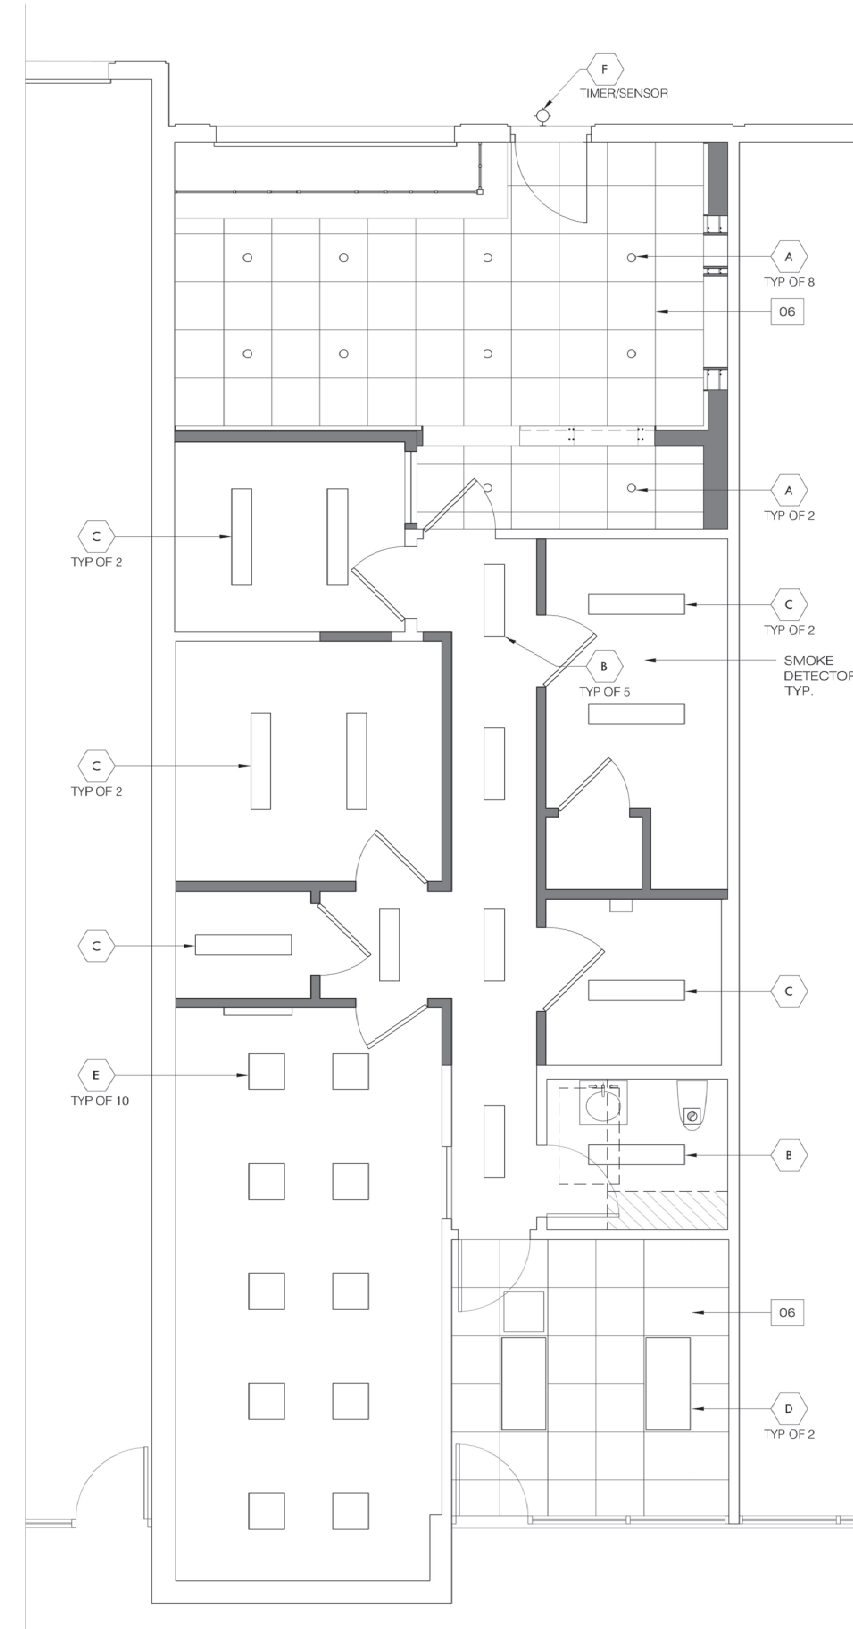 F
TIMER/SENSOR
A
TYP OF 8
06
A
TYP OF 2
C
TYP OF 2
C
TYP OF 2
B
TYP OF 5
SMOKE
DETECTOR
TYP.
C
TYP OF 2
C
C
E
TYP OF 10
B
06
D
TYP OF 2